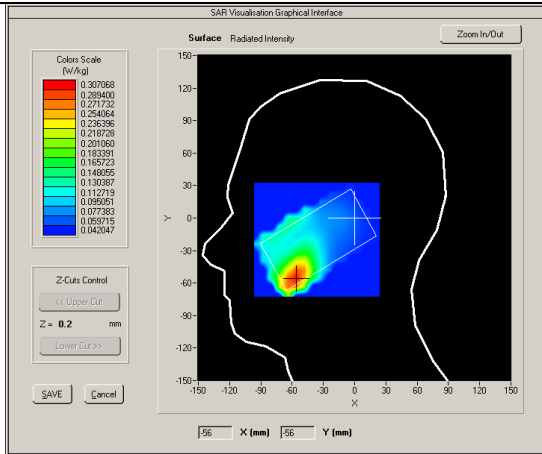 SAR Visualisation Graphical Interface
Surface Radiated Intensity
Zoom In/Out
Colors Scale
(W/kg)
0.307068
0.289400
0.271732
0.254064
0.236396
0.218728
0.201060
0.183391
0.165723
0.148055
0.130387
0.112719
0.095051
0.077383
0.059715
0.042047
Z-Cuts Control
<< Upper Cut
Z = 0.2 mm
Lower Cut >>
SAVE Cancel
150
120
90
60
30
0
-30
-60
-90
-120
-150
Y
-150 -120 -90 -60 -30 0 30 60 90 120 150
X
-56 X (mm) -56 Y (mm)